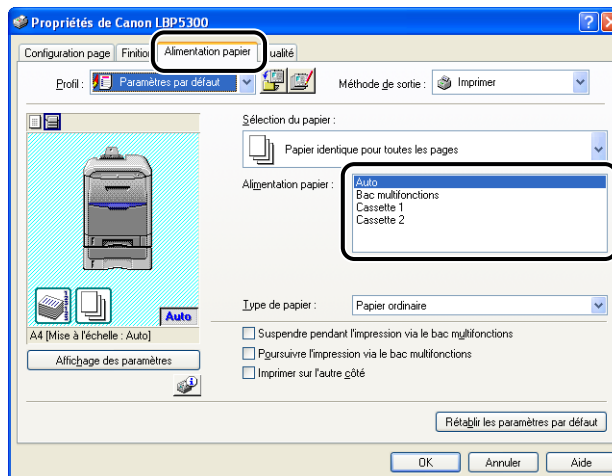 Propriétés de Canon LBP5300
Configuration page Finition Alimentation papier Qualité
Profil : Paramètres par défaut Méthode de sortie : Imprimer
Sélection du papier :
Papier identique pour toutes les pages
Alimentation papier :
Auto
Bac multifonctions
Cassette 1
Cassette 2
Auto
A4 [Mise à l'échelle : Auto]
Type de papier : Papier ordinaire
Affichage des paramètres
Suspendre pendant l'impression via le bac multifonctions
Poursuivre l'impression via le bac multifonctions
Imprimer sur l'autre côté
Rétablir les paramètres par défaut
OK Annuler Aide